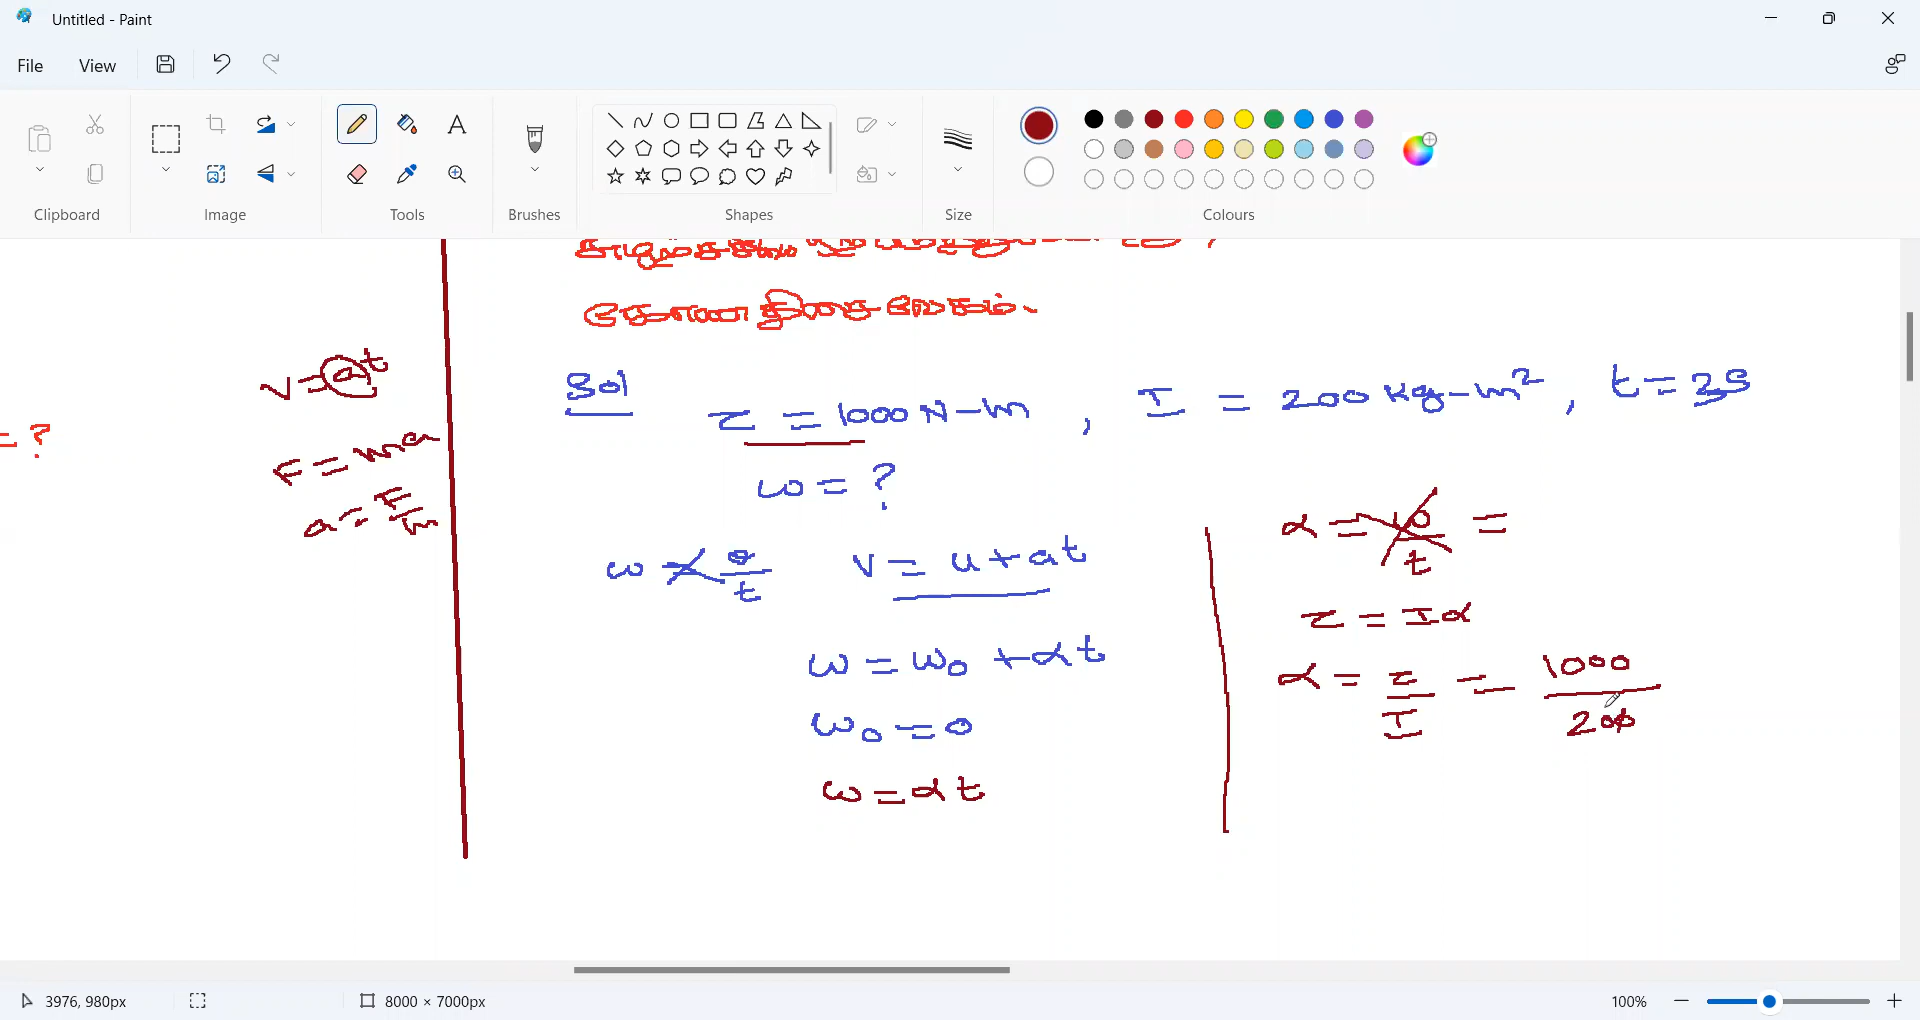 Untitled - Paint
File View
Clipboard Image Tools Brushes Shapes Size Colours
Sol τ = 1000 N-m , I = 200 kg-m² , t = 3S
ω = ?
ω = θ/t v = u + at
ω = ω₀ + αt
ω₀ = 0
ω = αt
α = ω/t =
τ = Iα
α = τ/I = 1000/200
v = at
F = ma
a = F/m
= ?
3976, 980px 8000 × 7000px 100%